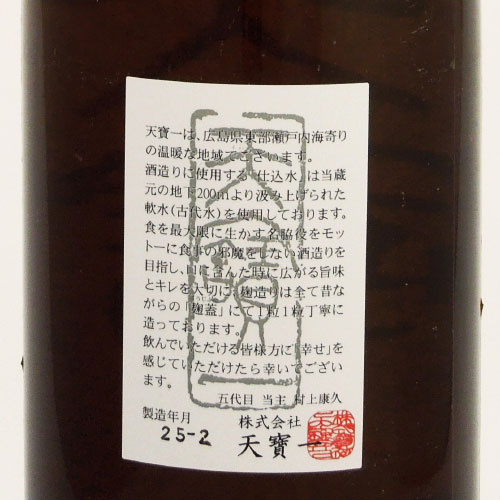 天寶一は、広島県東部瀬戸内海寄り
の温暖な地域でございます。
酒造りに使用する「仕込水」は当蔵
元の地下200mより汲み上げられた
軟水(古代水)を使用しております。
食を最大限に生かす名脇役をモッ
トーに食事の邪魔をしない酒造りを
目指し、口に含んだ時に広がる旨味
とキレを大切に、麹造りは全て昔な
がらの「麹蓋」にて1粒1粒丁寧に
造っております。
飲んでいただける皆様方に「幸せ」を
感じていただけたら幸いでござい
ます。
五代目 当主 村上康久
製造年月
25-2
株式会社
天寶一